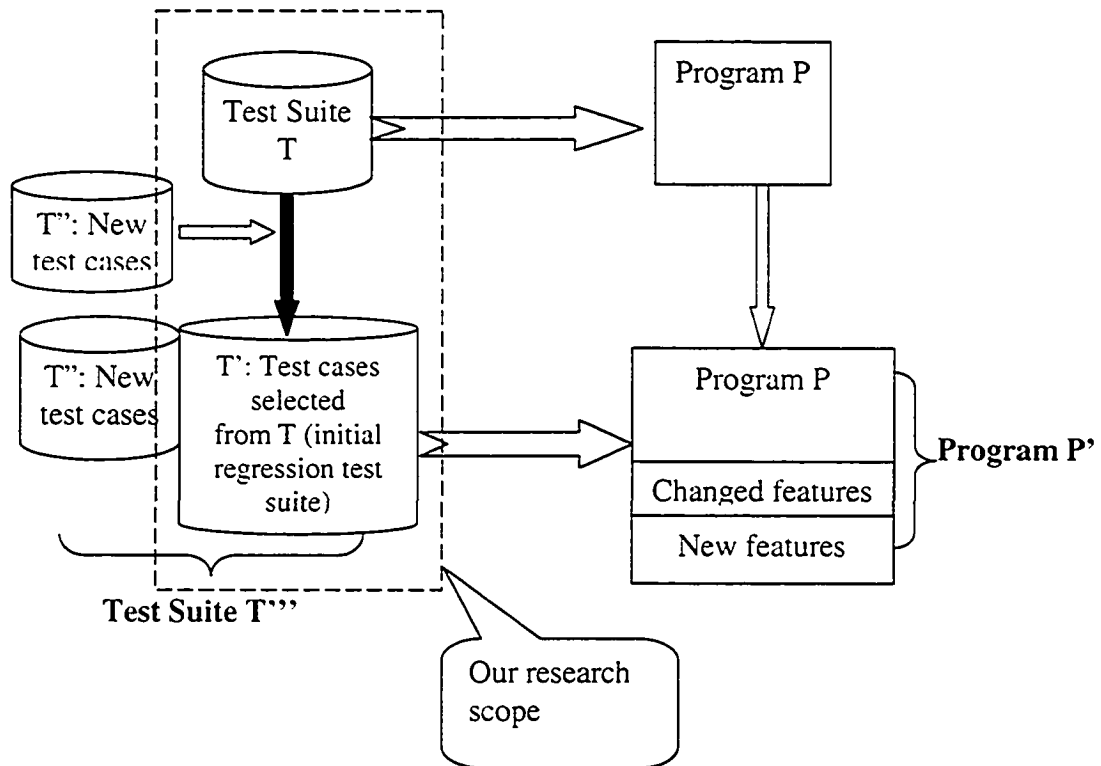 Test Suite
T
Program P
T”: New
test cases
T”: New
test cases
T’: Test cases
selected
from T (initial
regression test
suite)
Program P
Changed features
New features
Program P’
Test Suite T’’’
Our research
scope